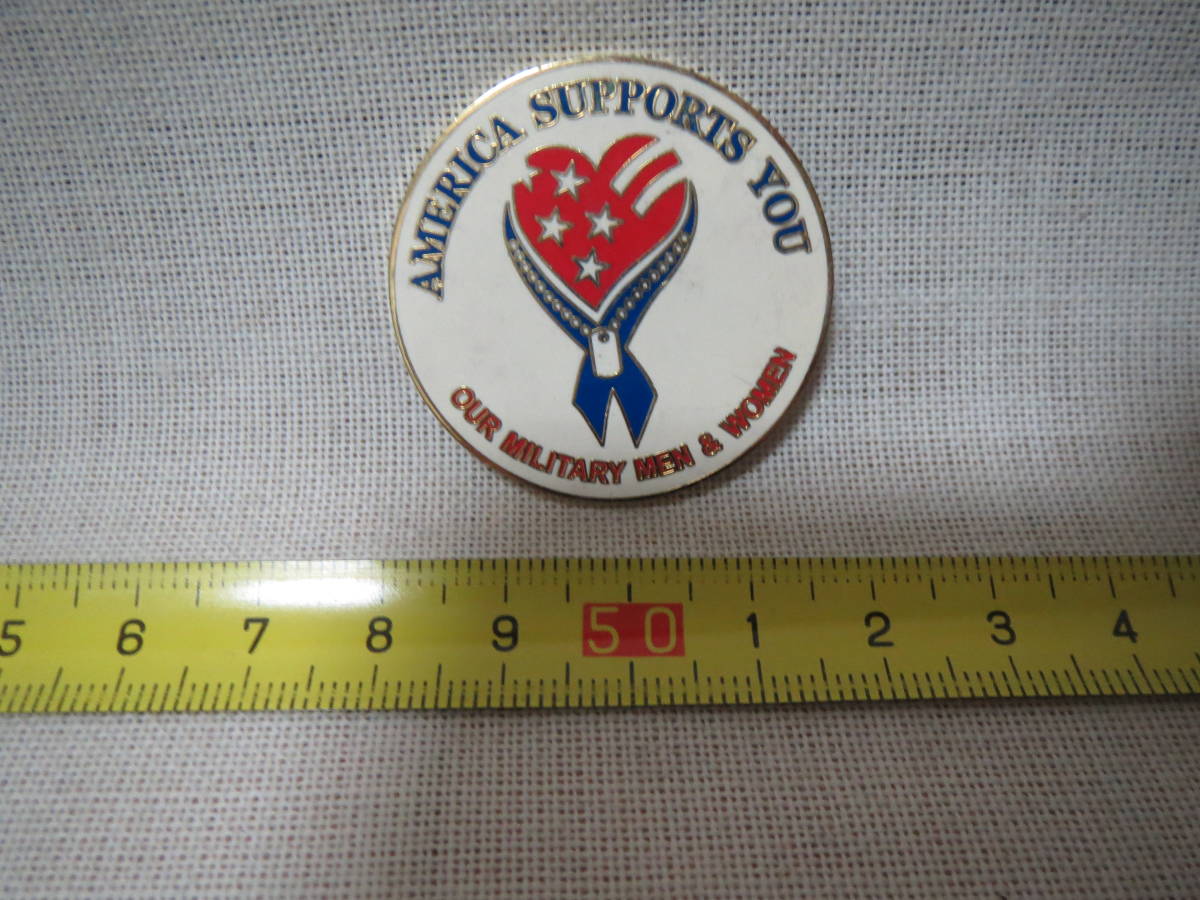 AMERICA SUPPORTS YOU
OUR MILITARY MEN & WOMEN
5 6 7 8 9 50 1 2 3 4